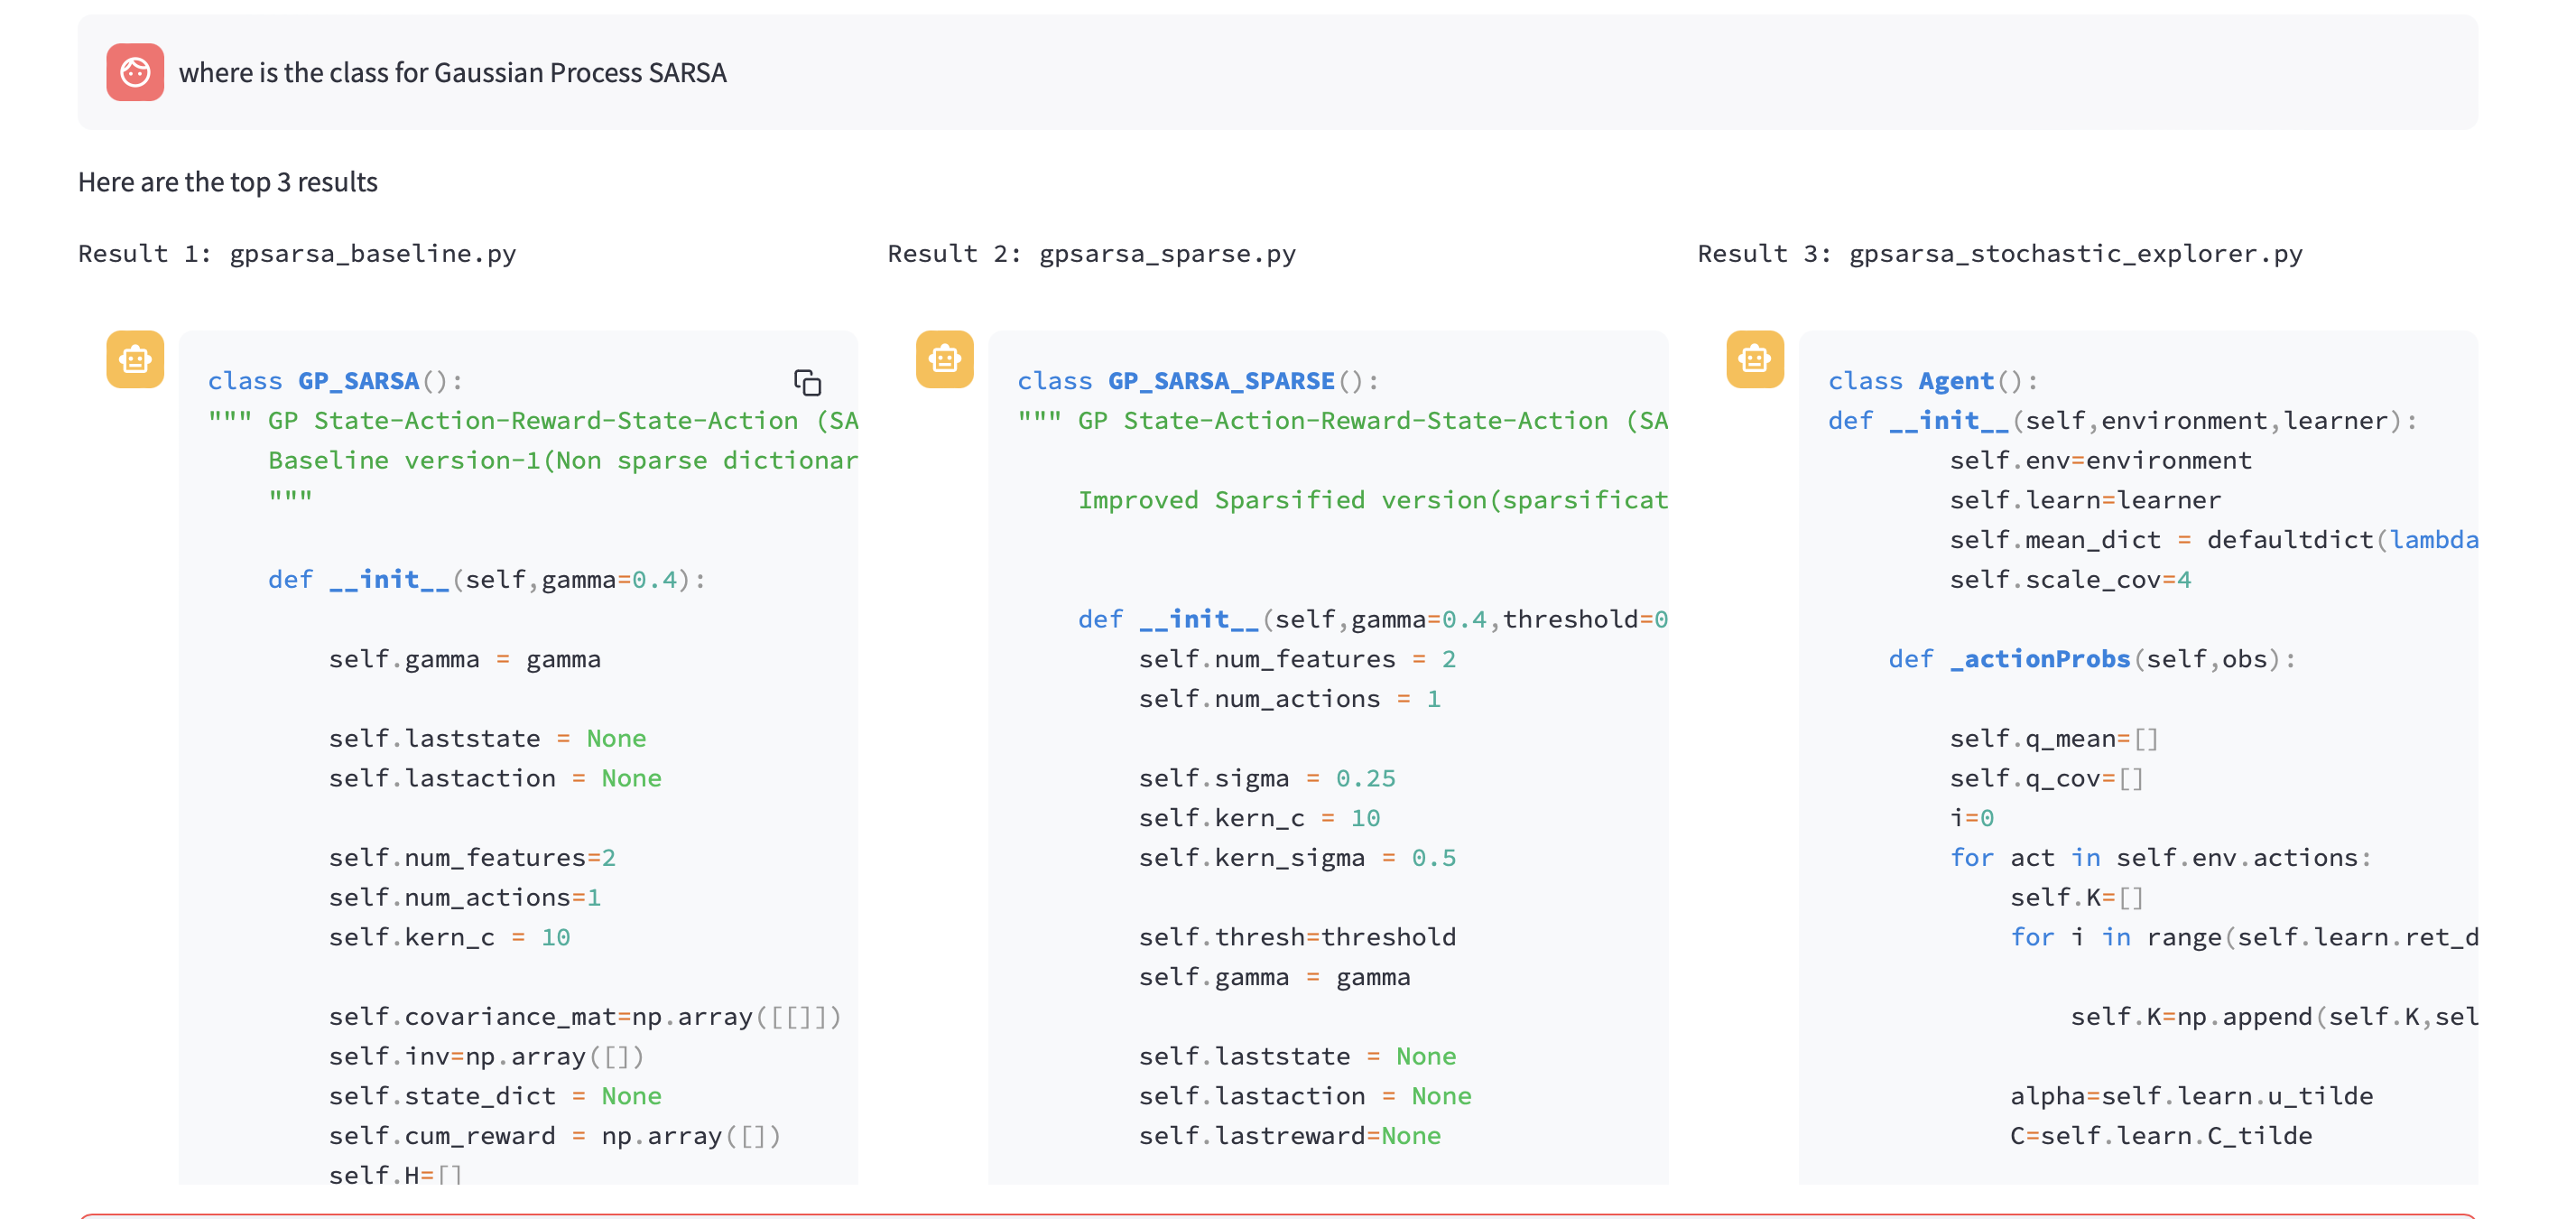 where is the class for Gaussian Process SARSA
Here are the top 3 results
Result 1: gpsarsa_baseline.py
class GP_SARSA():
""" GP State-Action-Reward-State-Action (SA
Baseline version-1(Non sparse dictionar
"""
def __init__(self,gamma=0.4):
self.gamma = gamma
self.laststate = None
self.lastaction = None
self.num_features=2
self.num_actions=1
self.kern_c = 10
self.covariance_mat=np.array([[]])
self.inv=np.array([])
self.state_dict = None
self.cum_reward = np.array([])
self.H=[]
Result 2: gpsarsa_sparse.py
class GP_SARSA_SPARSE():
""" GP State-Action-Reward-State-Action (SA
Improved Sparsified version(sparsificat
def __init__(self,gamma=0.4,threshold=0
self.num_features = 2
self.num_actions = 1
self.sigma = 0.25
self.kern_c = 10
self.kern_sigma = 0.5
self.thresh=threshold
self.gamma = gamma
self.laststate = None
self.lastaction = None
self.lastreward=None
Result 3: gpsarsa_stochastic_explorer.py
class Agent():
def __init__(self,environment,learner):
self.env=environment
self.learn=learner
self.mean_dict = defaultdict(lambda
self.scale_cov=4
def _actionProbs(self,obs):
self.q_mean=[]
self.q_cov=[]
i=0
for act in self.env.actions:
self.K=[]
for i in range(self.learn.ret_d
self.K=np.append(self.K,sel
alpha=self.learn.u_tilde
C=self.learn.C_tilde